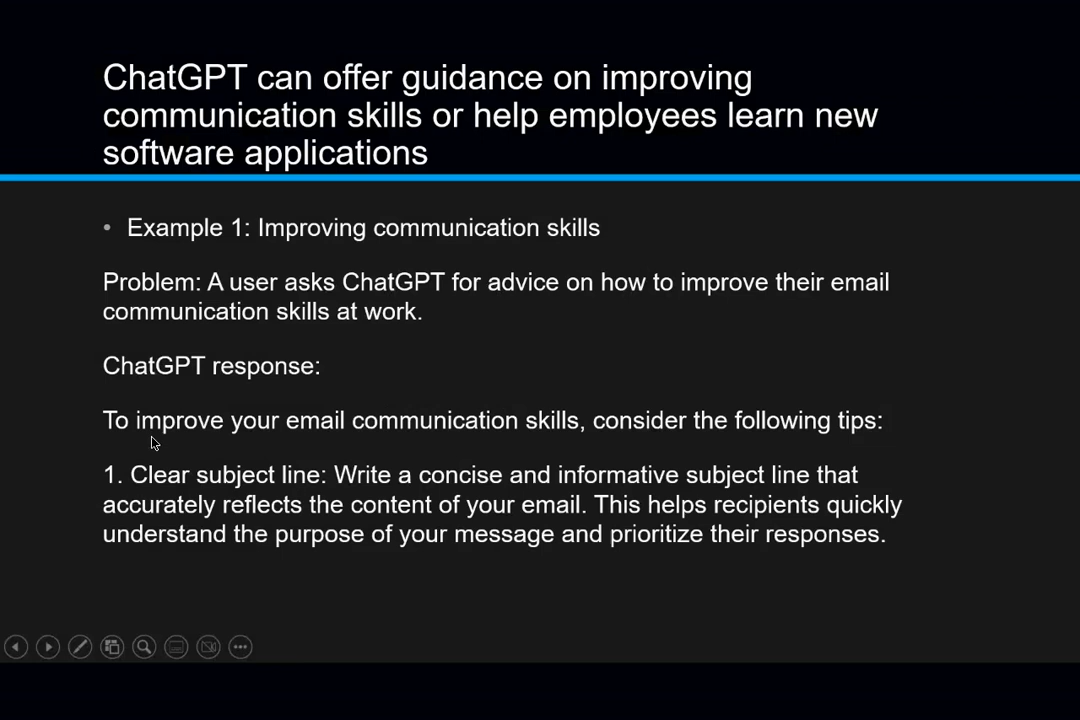 ChatGPT can offer guidance on improving
communication skills or help employees learn new
software applications
• Example 1: Improving communication skills
Problem: A user asks ChatGPT for advice on how to improve their email
communication skills at work.
ChatGPT response:
To improve your email communication skills, consider the following tips:
1. Clear subject line: Write a concise and informative subject line that
accurately reflects the content of your email. This helps recipients quickly
understand the purpose of your message and prioritize their responses.